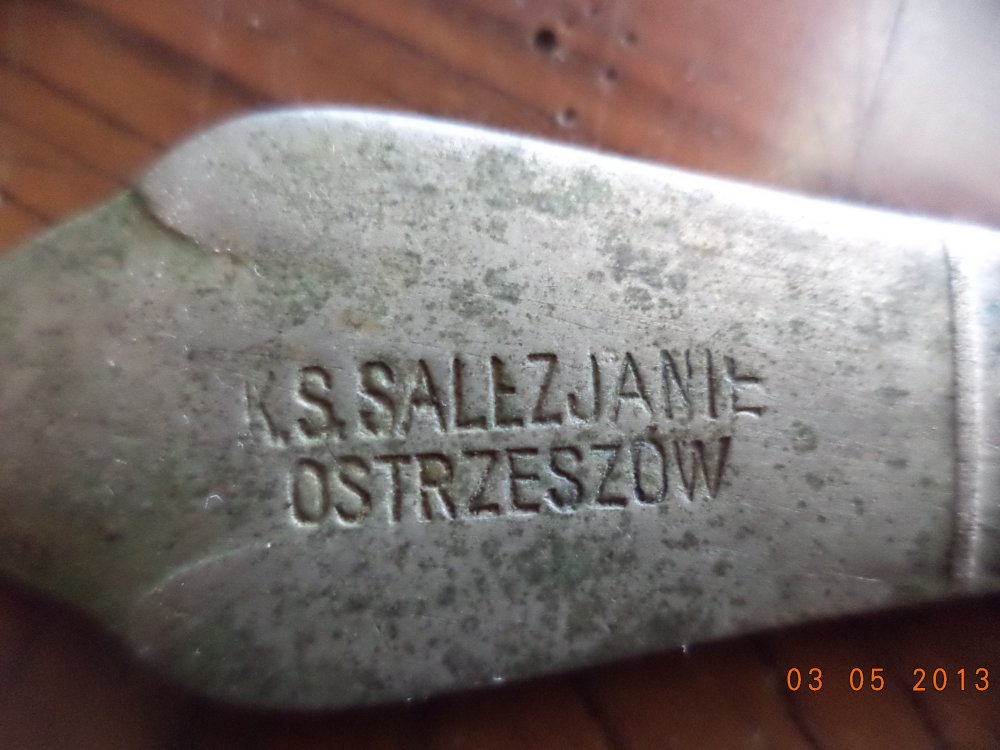 K.S. SALEZJANIE
OSTRZESZÓW
03 05 2013